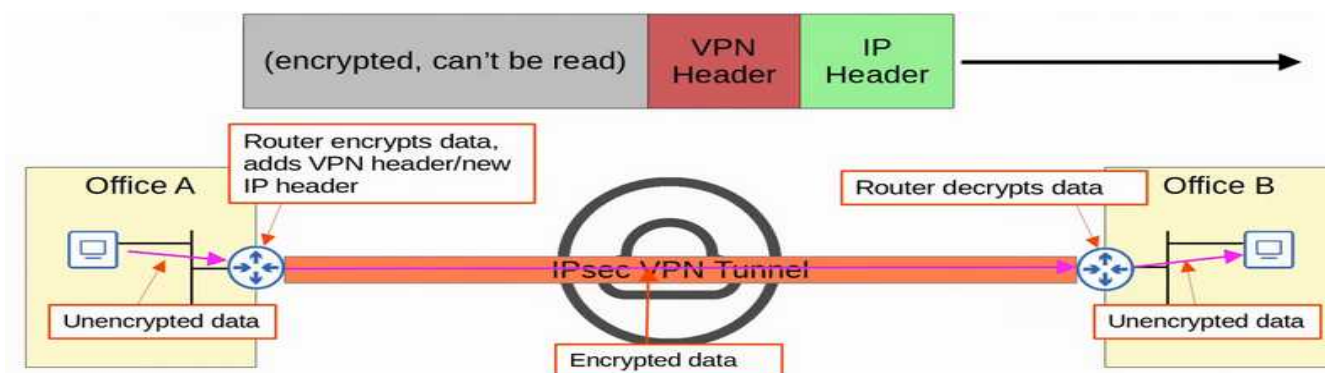 (encrypted, can't be read)
VPN
Header
IP
Header
Router encrypts data,
adds VPN header/new
IP header
Office A
Router decrypts data
Office B
IPsec VPN Tunnel
Unencrypted data
Encrypted data
Unencrypted data